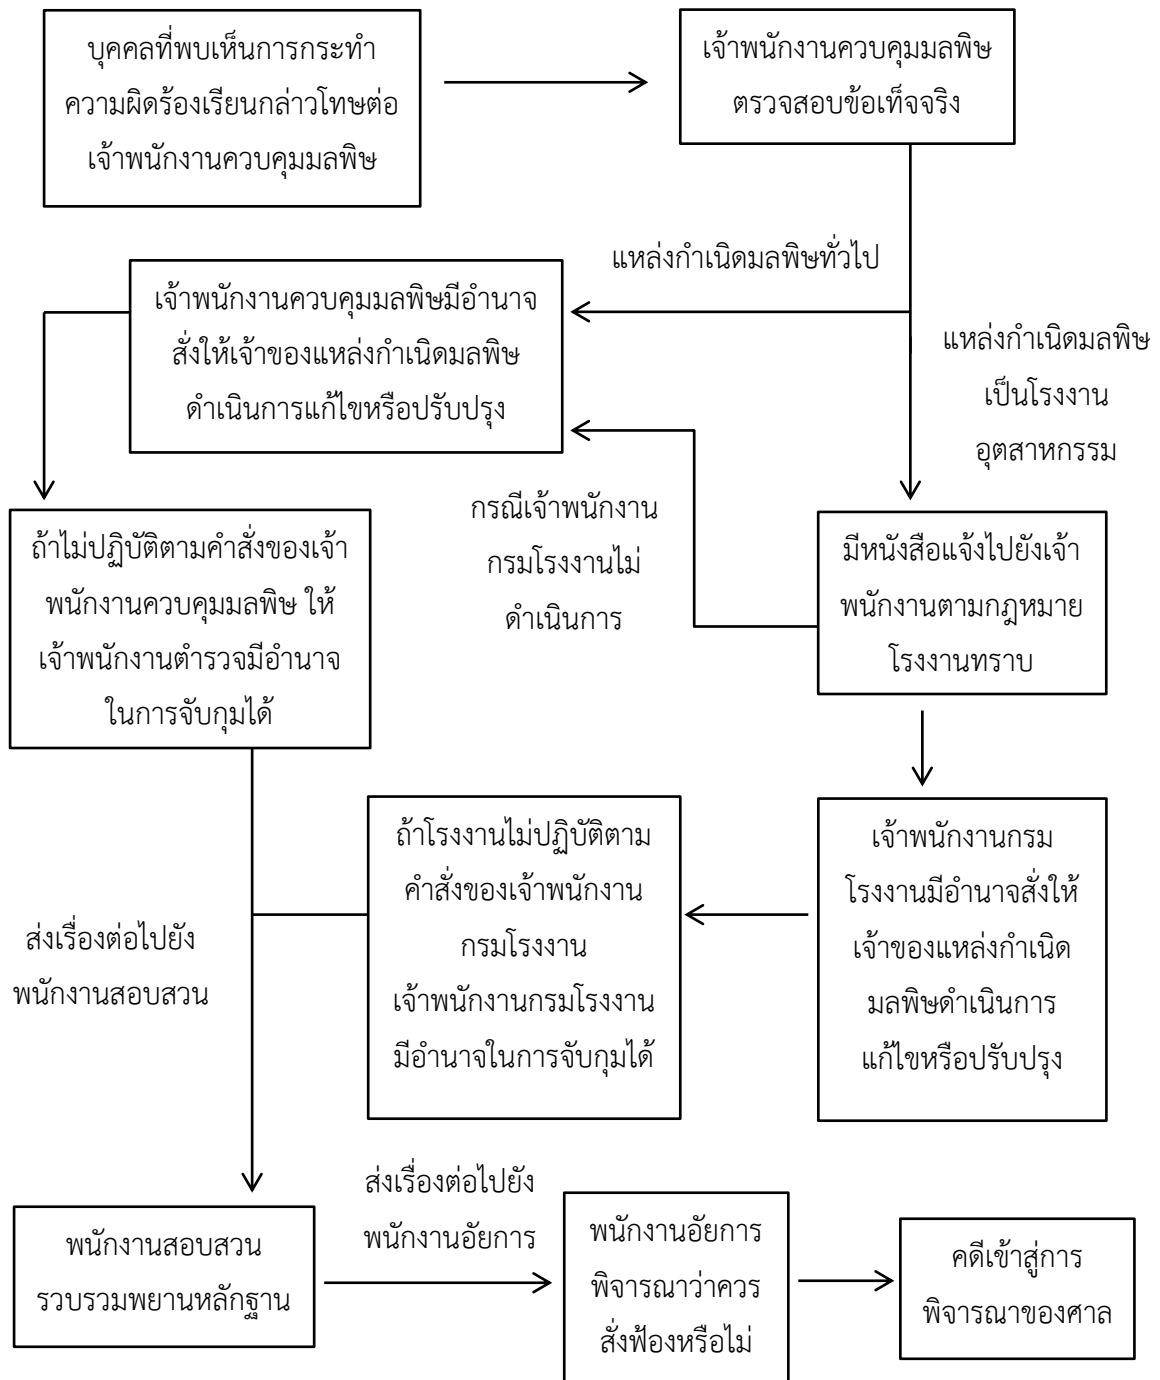 บุคคลที่พบเห็นการกระทำ
ความผิดร้องเรียนกล่าวโทษต่อ
เจ้าพนักงานควบคุมมลพิษ
เจ้าพนักงานควบคุมมลพิษ
ตรวจสอบข้อเท็จจริง
แหล่งกำเนิดมลพิษทั่วไป
เจ้าพนักงานควบคุมมลพิษมีอำนาจ
สั่งให้เจ้าของแหล่งกำเนิดมลพิษ
ดำเนินการแก้ไขหรือปรับปรุง
แหล่งกำเนิดมลพิษ
เป็นโรงงาน
อุตสาหกรรม
กรณีเจ้าพนักงาน
กรมโรงงานไม่
ดำเนินการ
ถ้าไม่ปฏิบัติตามคำสั่งของเจ้า
พนักงานควบคุมมลพิษ ให้
เจ้าพนักงานตำรวจมีอำนาจ
ในการจับกุมได้
มีหนังสือแจ้งไปยังเจ้า
พนักงานตามกฎหมาย
โรงงานทราบ
ถ้าโรงงานไม่ปฏิบัติตาม
คำสั่งของเจ้าพนักงาน
กรมโรงงาน
เจ้าพนักงานกรมโรงงาน
มีอำนาจในการจับกุมได้
เจ้าพนักงานกรม
โรงงานมีอำนาจสั่งให้
เจ้าของแหล่งกำเนิด
มลพิษดำเนินการ
แก้ไขหรือปรับปรุง
ส่งเรื่องต่อไปยัง
พนักงานสอบสวน
พนักงานสอบสวน
รวบรวมพยานหลักฐาน
ส่งเรื่องต่อไปยัง
พนักงานอัยการ
พนักงานอัยการ
พิจารณาว่าควร
สั่งฟ้องหรือไม่
คดีเข้าสู่การ
พิจารณาของศาล